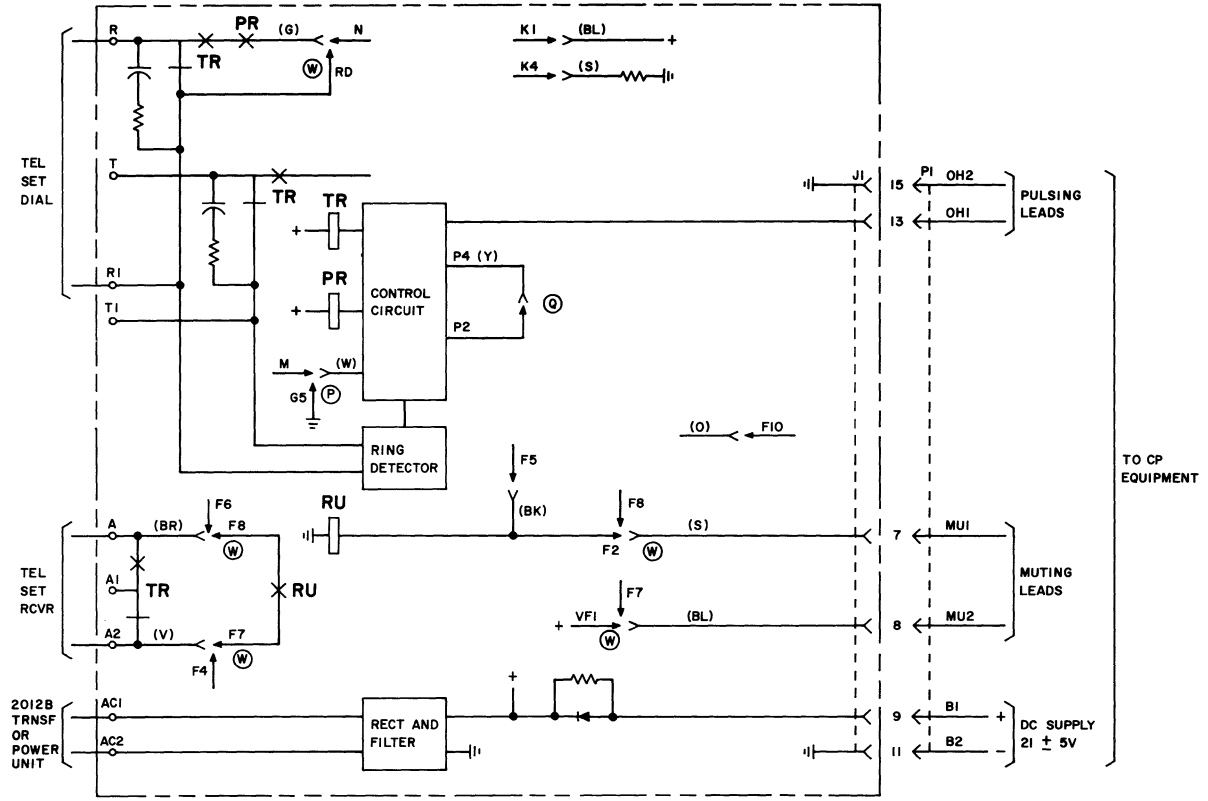 R
PR
(G)
N
TR
W
RD
K1
(BL)
+
K4
(S)
TEL
SET
DIAL
T
TR
J1
P1
15
OH2
13
OH1
PULSING
LEADS
TR
+
PR
+
CONTROL
CIRCUIT
P4 (Y)
P2
Q
R1
T1
M
(W)
G5
P
RING
DETECTOR
(O)
F10
TO CP
EQUIPMENT
F5
(BK)
F6
RU
F8
A
(BR)
F8
W
F2
W
(S)
7
MU1
TEL
SET
RCVR
A1
TR
RU
MUTING
LEADS
F7
+
VF1
W
(BL)
8
MU2
A2
(V)
F7
W
F4
2012B
TRNSF
OR
POWER
UNIT
AC1
AC2
RECT AND
FILTER
+
9
B1
+
11
B2
-
DC SUPPLY
21 ± 5V